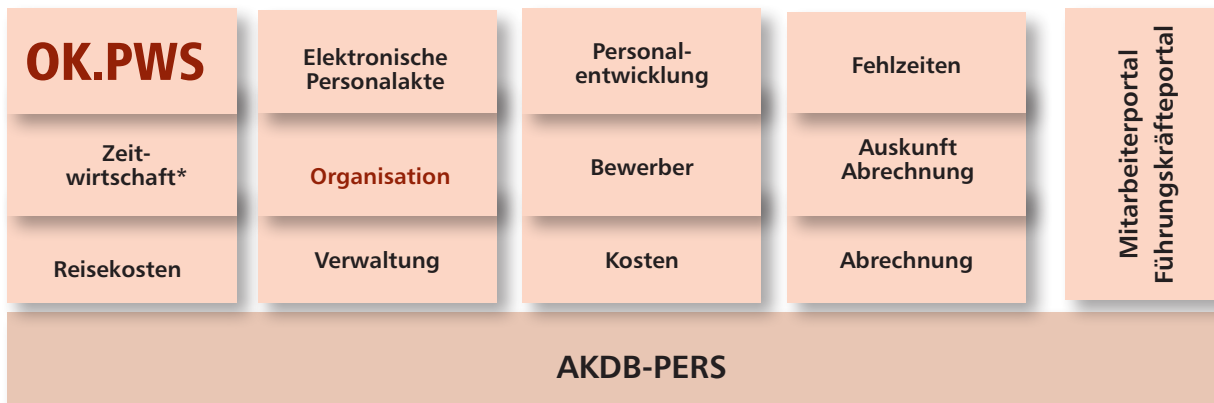 OK.PWS
Elektronische
Personalakte
Personal-
entwicklung
Fehlzeiten
Zeit-
wirtschaft*
Organisation
Bewerber
Auskunft
Abrechnung
Reisekosten
Verwaltung
Kosten
Abrechnung
Mitarbeiterportal
Führungskräfteportal
AKDB-PERS